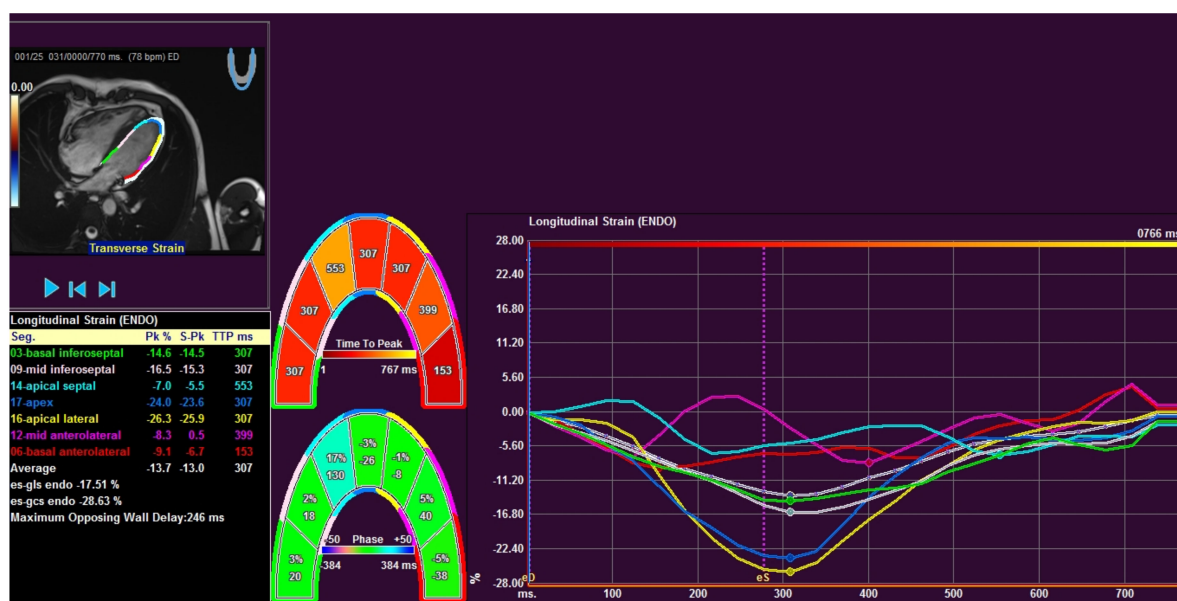 001/25 031/0000/770 ms. (78 bpm) ED
0.00
Transverse Strain
Longitudinal Strain (ENDO)
Seg. Pk % S-Pk TTP ms
03-basal inferoseptal -14.6 -14.5 307
09-mid inferoseptal -16.5 -15.3 307
14-apical septal -7.0 -5.5 553
17-apex -24.0 -23.6 307
16-apical lateral -26.3 -25.9 307
12-mid anterolateral -8.3 0.5 399
06-basal anterolateral -9.1 -6.7 153
Average -13.7 -13.0 307
es-gls endo -17.51 %
es-gcs endo -28.63 %
Maximum Opposing Wall Delay:246 ms
307
553 307
307 399
307 153
Time To Peak
1 767 ms
-3%
17% -26 -1%
130 -8
2% 5%
18 40
3% -5%
20 -38
-50 Phase +50
-384 384 ms
%
Longitudinal Strain (ENDO)
0766 ms
28.00
22.40
16.80
11.20
5.60
0.00
-5.60
-11.20
-16.80
-22.40
-28.00
eD eS
ms. 100 200 300 400 500 600 700